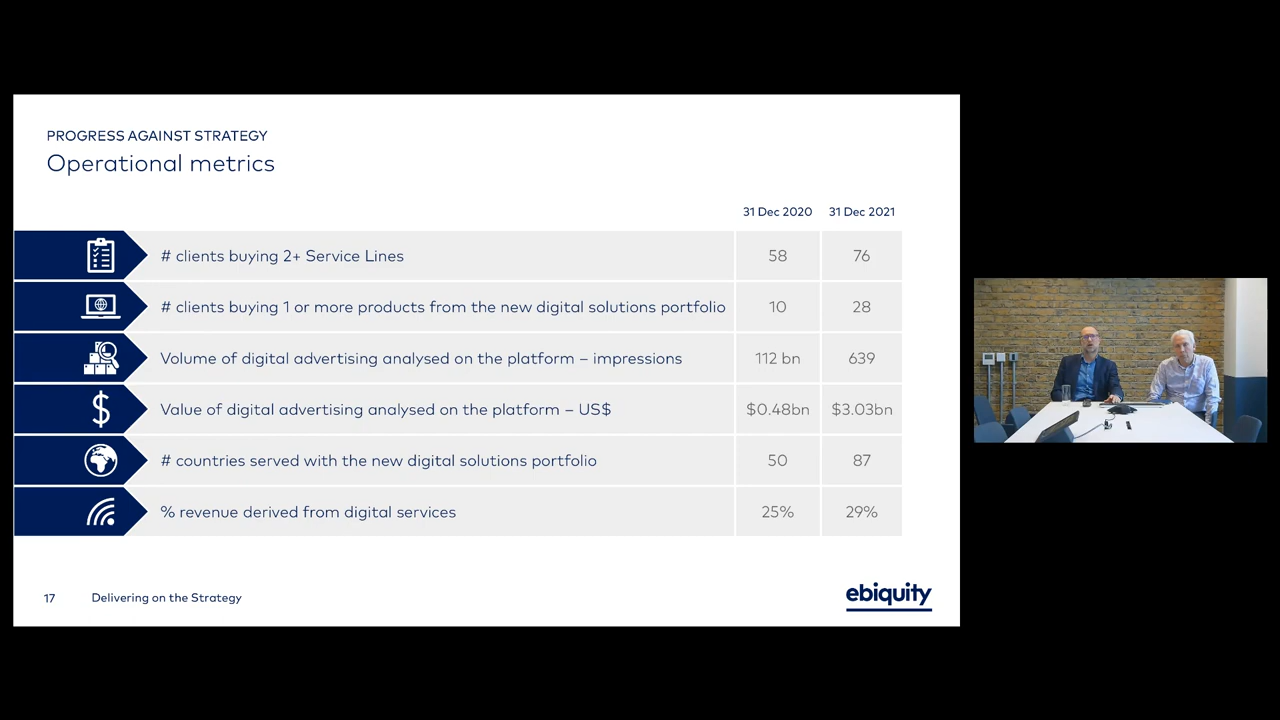 PROGRESS AGAINST STRATEGY
Operational metrics
31 Dec 2020 31 Dec 2021
# clients buying 2+ Service Lines 58 76
# clients buying 1 or more products from the new digital solutions portfolio 10 28
Volume of digital advertising analysed on the platform – impressions 112 bn 639
Value of digital advertising analysed on the platform – US$ $0.48bn $3.03bn
# countries served with the new digital solutions portfolio 50 87
% revenue derived from digital services 25% 29%
17 Delivering on the Strategy
ebiquity